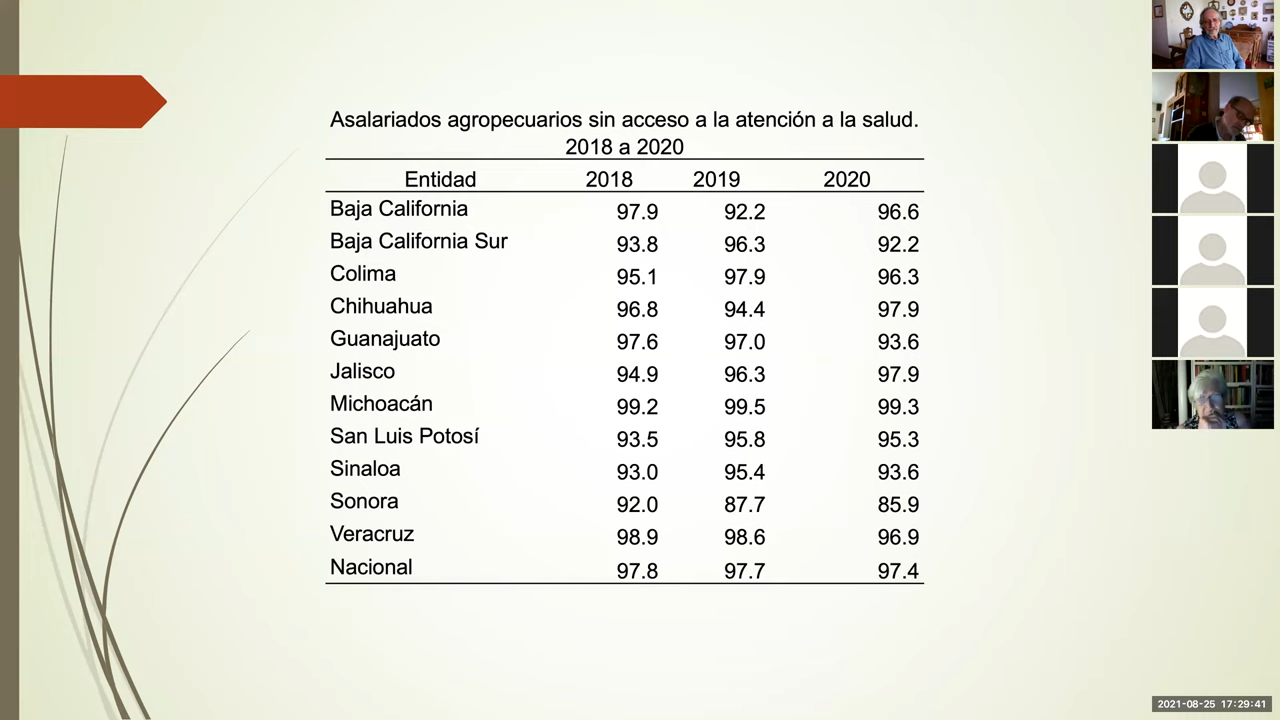 Asalariados agropecuarios sin acceso a la atención a la salud.
2018 a 2020
Entidad 2018 2019 2020
Baja California 97.9 92.2 96.6
Baja California Sur 93.8 96.3 92.2
Colima 95.1 97.9 96.3
Chihuahua 96.8 94.4 97.9
Guanajuato 97.6 97.0 93.6
Jalisco 94.9 96.3 97.9
Michoacán 99.2 99.5 99.3
San Luis Potosí 93.5 95.8 95.3
Sinaloa 93.0 95.4 93.6
Sonora 92.0 87.7 85.9
Veracruz 98.9 98.6 96.9
Nacional 97.8 97.7 97.4
2021-08-25 17:29:41